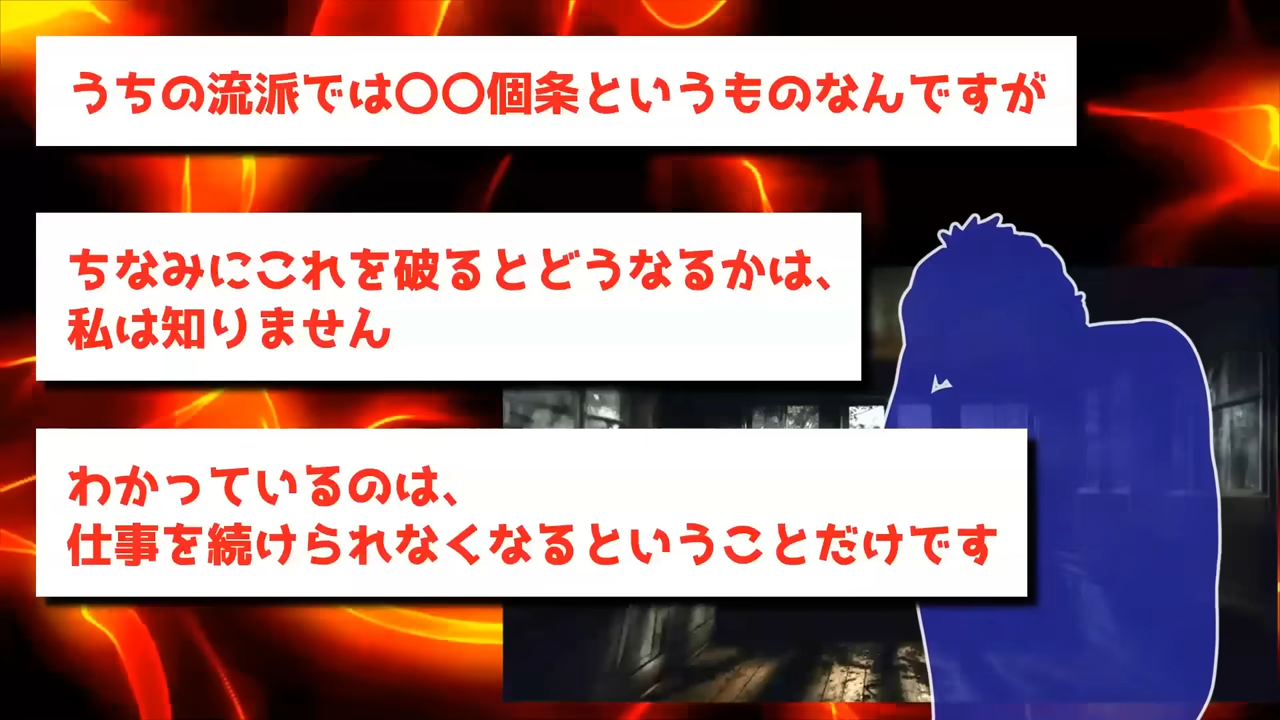 うちの流派では〇〇個条というものなんですが
ちなみにこれを破るとどうなるかは、
私は知りません
わかっているのは、
仕事を続けられなくなるということだけです